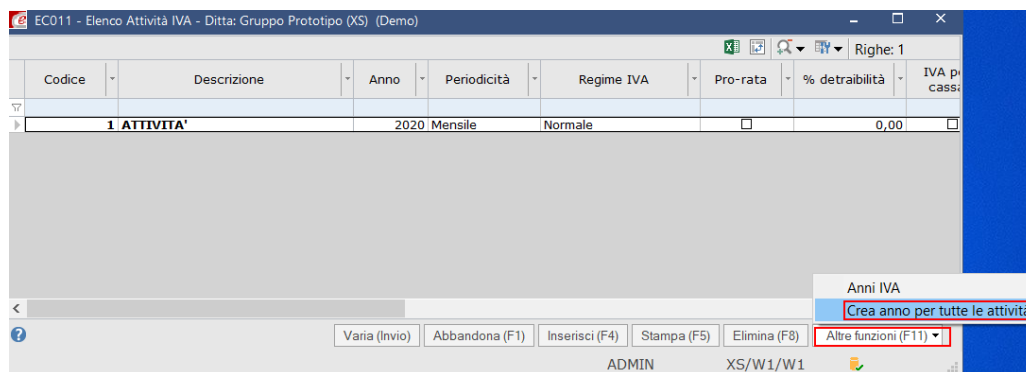 EC011 - Elenco Attività IVA - Ditta: Gruppo Prototipo (XS) (Demo)
Righe: 1
Codice Descrizione Anno Periodicità Regime IVA Pro-rata % detraibilità IVA p
cass
1 ATTIVITA' 2020 Mensile Normale 0,00
Anni IVA
Crea anno per tutte le attività
Varia (Invio) Abbandona (F1) Inserisci (F4) Stampa (F5) Elimina (F8) Altre funzioni (F11)
ADMIN XS/W1/W1